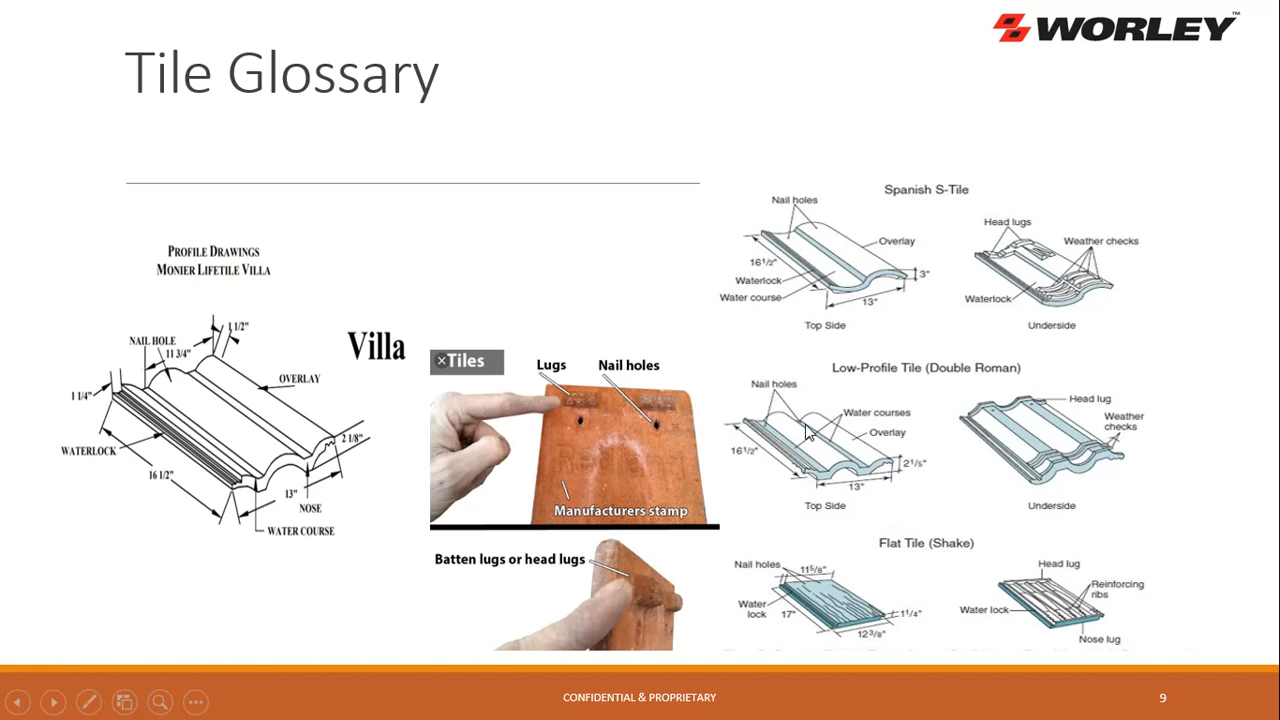 WORLEY™
Tile Glossary
PROFILE DRAWINGS
MONIER LIFETILE VILLA
Villa
1 1/2"
NAIL HOLE
11 3/4"
OVERLAY
1 1/4"
2 1/8"
WATERLOCK
16 1/2"
13"
NOSE
WATER COURSE
Tiles
Lugs
Nail holes
Manufacturers stamp
Batten lugs or head lugs
Spanish S-Tile
Nail holes
Overlay
16 1/2"
3"
Waterlock
Water course
13"
Top Side
Head lugs
Weather checks
Waterlock
Underside
Low-Profile Tile (Double Roman)
Nail holes
Water courses
Overlay
16 1/2"
2 1/5"
13"
Top Side
Head lug
Weather
checks
Underside
Flat Tile (Shake)
Nail holes
11 5/8"
Water
lock
17"
1 1/4"
12 3/8"
Head lug
Reinforcing
ribs
Water lock
Nose lug
CONFIDENTIAL & PROPRIETARY
9